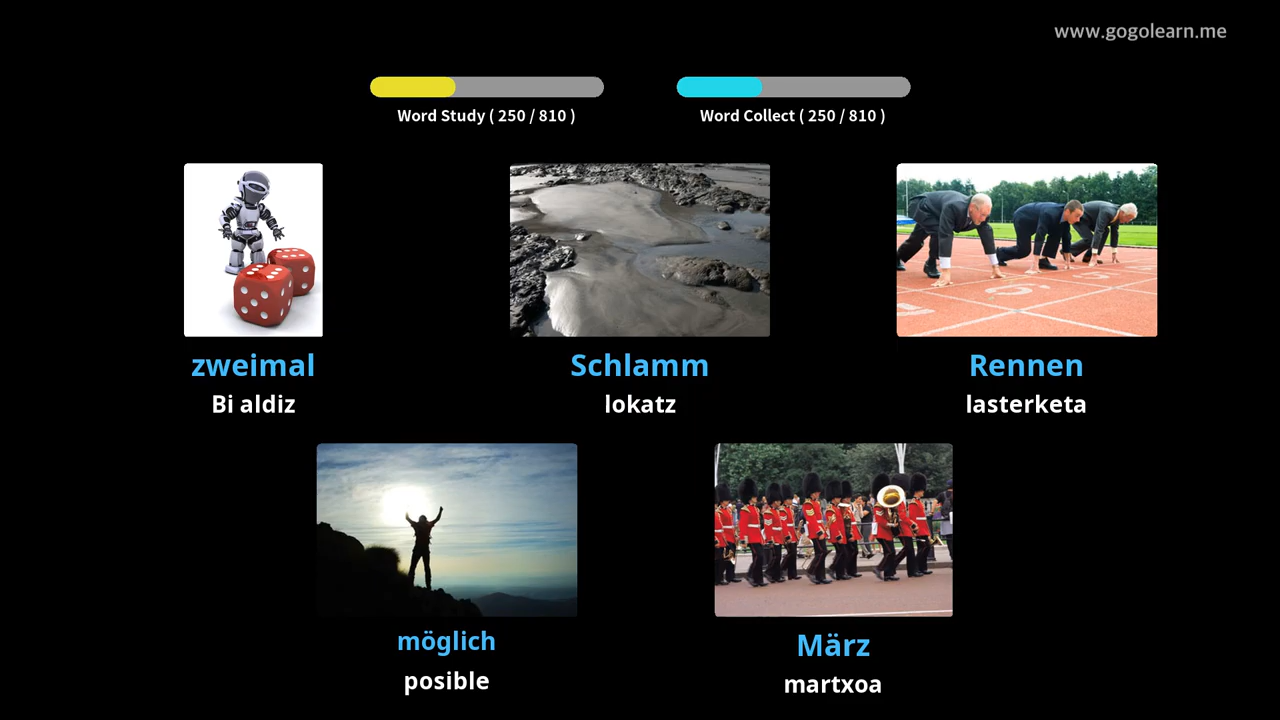 www.gogolearn.me
Word Study ( 250 / 810 )
Word Collect ( 250 / 810 )
zweimal
Bi aldiz
Schlamm
lokatz
Rennen
lasterketa
möglich
posible
März
martxoa